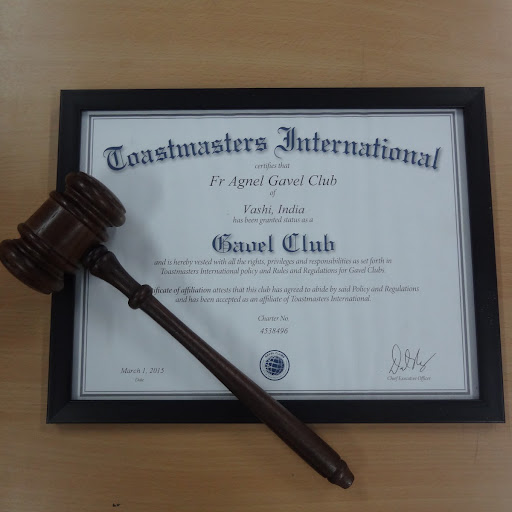 Toastmasters International
certifies that
Fr Agnel Gavel Club
of
Vashi, India
has been granted status as a
Gavel Club
and is hereby vested with all the rights, privileges and responsibilities as set forth in
Toastmasters International policy and Rules and Regulations for Gavel Clubs.
of affiliation attests that this club has agreed to abide by said Policy and Regulations
and has been accepted as an affiliate of Toastmasters International.
Charter No.
4538496
March 1, 2015
Date
Chief Executive Officer